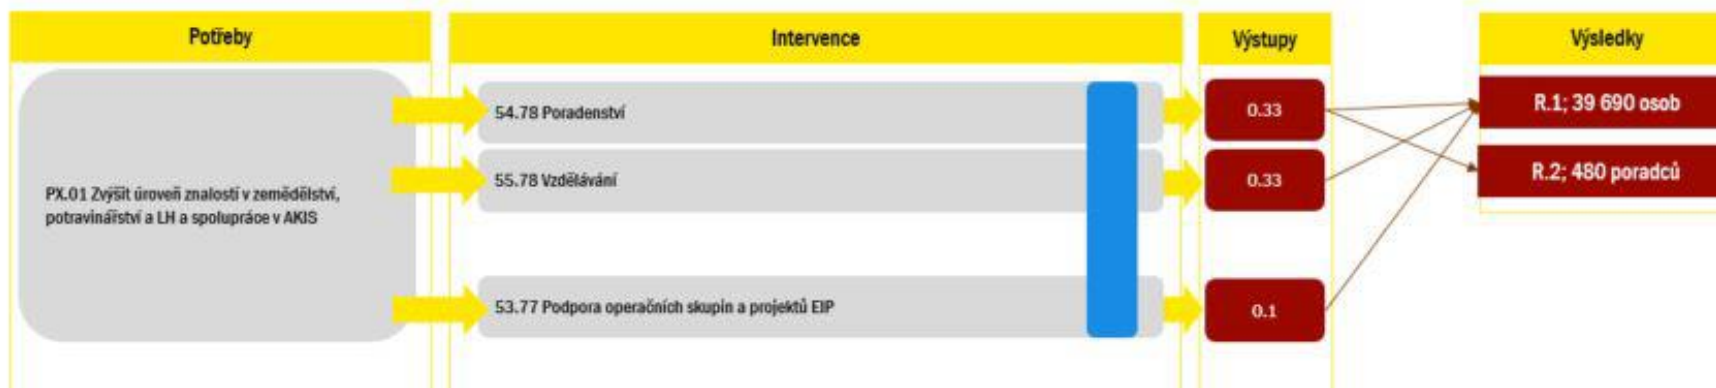 Potřeby
Intervence
Výstupy
Výsledky
PX.01 Zvýšit úroveň znalostí v zemědělství,
potravinářství a LH a spolupráce v AKIS
54.78 Poradenství
0.33
R.1; 39 690 osob
55.78 Vzdělávání
0.33
R.2; 480 poradců
53.77 Podpora operačních skupin a projektů EIP
0.1